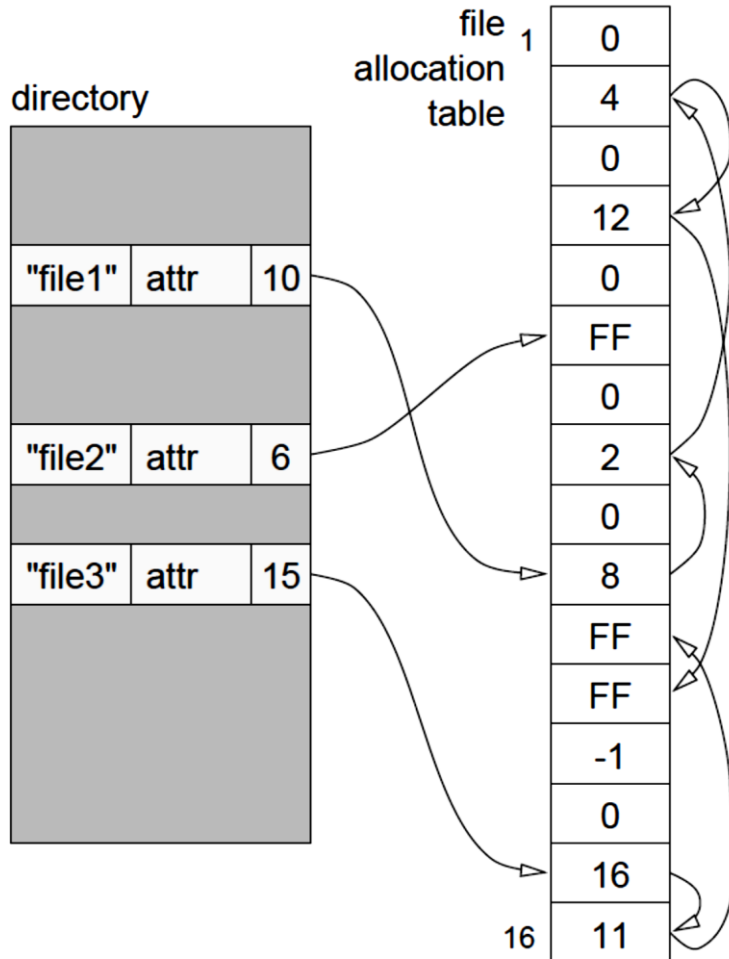 file
allocation
table
directory
"file1" attr 10
"file2" attr 6
"file3" attr 15
1 0
4
0
12
0
FF
0
2
0
8
FF
FF
-1
0
16
16 11